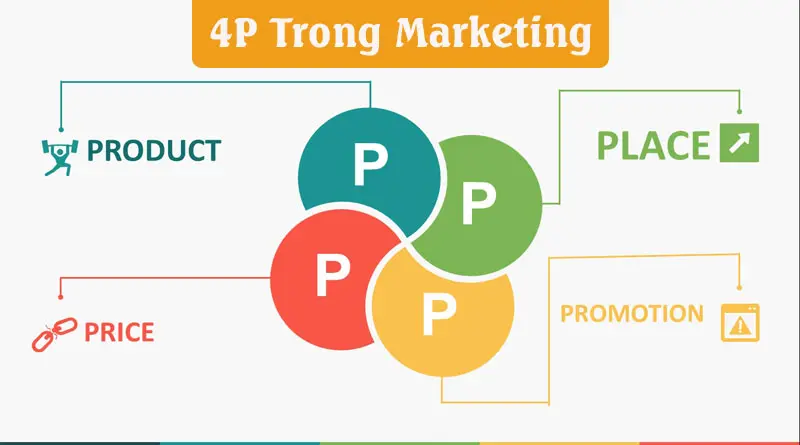 4P Trong Marketing
PRODUCT
PLACE
P
P
P
P
PRICE
PROMOTION